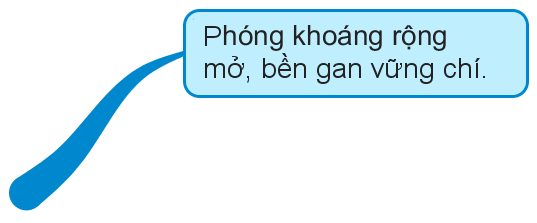 Phóng khoáng rộng
mở, bền gan vững chí.